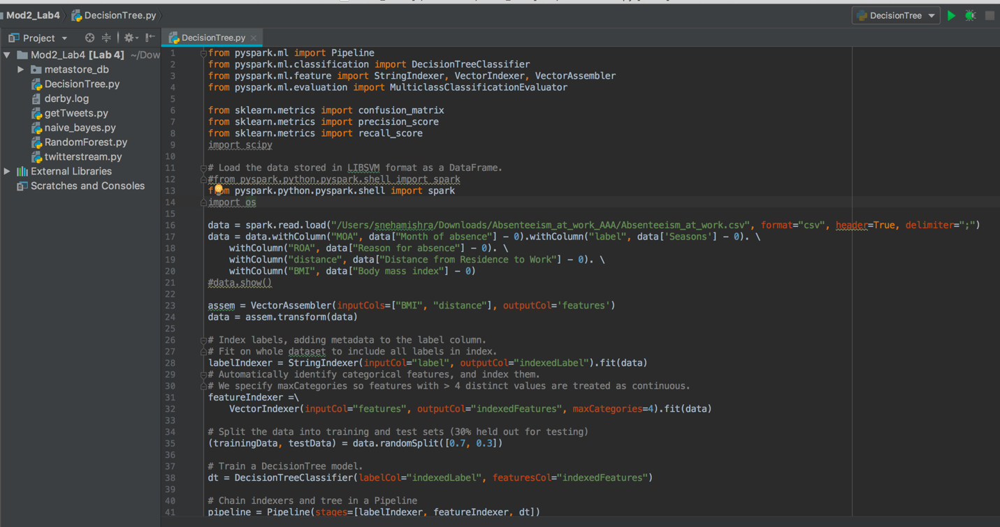 Mod2_Lab4 DecisionTree.py DecisionTree
Project DecisionTree.py
Mod2_Lab4 [Lab 4] ~/Dow
metastore_db
DecisionTree.py
derby.log
getTweets.py
naive_bayes.py
RandomForest.py
twitterstream.py
External Libraries
Scratches and Consoles
1 from pyspark.ml import Pipeline
2 from pyspark.ml.classification import DecisionTreeClassifier
3 from pyspark.ml.feature import StringIndexer, VectorIndexer, VectorAssembler
4 from pyspark.ml.evaluation import MulticlassClassificationEvaluator
5
6 from sklearn.metrics import confusion_matrix
7 from sklearn.metrics import precision_score
8 from sklearn.metrics import recall_score
9 import scipy
10
11 # Load the data stored in LIBSVM format as a DataFrame.
12 #from pyspark.python.pyspark.shell import spark
13 from pyspark.python.pyspark.shell import spark
14 import os
15
16 data = spark.read.load("/Users/snehamishra/Downloads/Absenteeism_at_work_AAA/Absenteeism_at_work.csv", format="csv", header=True, delimiter=";")
17 data = data.withColumn("MOA", data["Month of absence"] - 0).withColumn("label", data['Seasons'] - 0). \
18 withColumn("ROA", data["Reason for absence"] - 0). \
19 withColumn("distance", data["Distance from Residence to Work"] - 0). \
20 withColumn("BMI", data["Body mass index"] - 0)
21 #data.show()
22
23 assem = VectorAssembler(inputCols=["BMI", "distance"], outputCol='features')
24 data = assem.transform(data)
25
26 # Index labels, adding metadata to the label column.
27 # Fit on whole dataset to include all labels in index.
28 labelIndexer = StringIndexer(inputCol="label", outputCol="indexedLabel").fit(data)
29 # Automatically identify categorical features, and index them.
30 # We specify maxCategories so features with > 4 distinct values are treated as continuous.
31 featureIndexer =\
32 VectorIndexer(inputCol="features", outputCol="indexedFeatures", maxCategories=4).fit(data)
33
34 # Split the data into training and test sets (30% held out for testing)
35 (trainingData, testData) = data.randomSplit([0.7, 0.3])
36
37 # Train a DecisionTree model.
38 dt = DecisionTreeClassifier(labelCol="indexedLabel", featuresCol="indexedFeatures")
39
40 # Chain indexers and tree in a Pipeline
41 pipeline = Pipeline(stages=[labelIndexer, featureIndexer, dt])